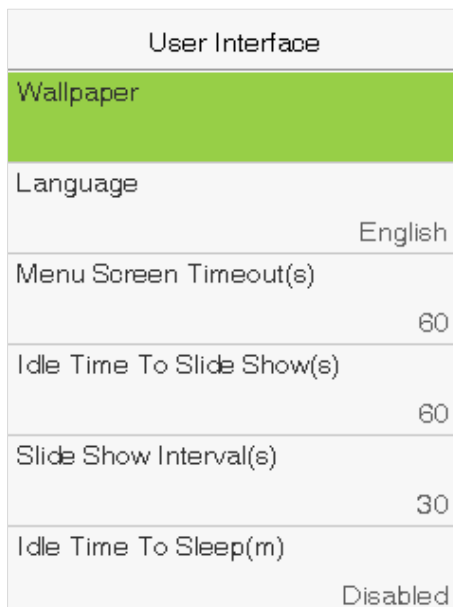 User Interface
Wallpaper
Language
English
Menu Screen Timeout(s)
60
Idle Time To Slide Show(s)
60
Slide Show Interval(s)
30
Idle Time To Sleep(m)
Disabled